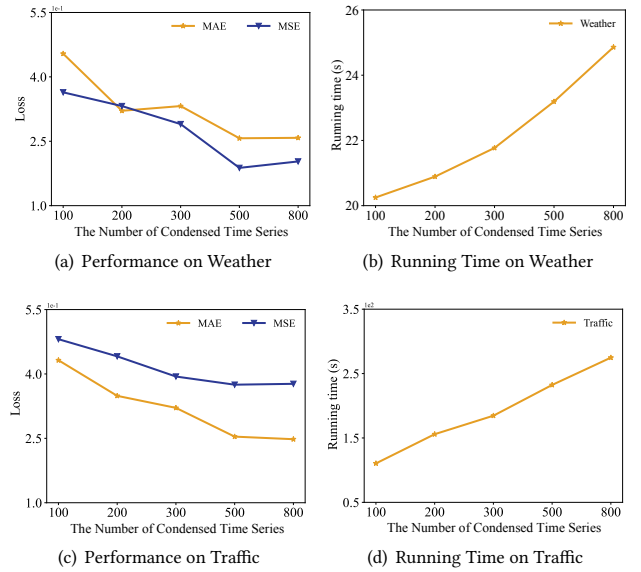 1e-1
5.5
4.0
2.5
1.0
Loss
MAE MSE
100 200 300 500 800
The Number of Condensed Time Series
(a) Performance on Weather
26
24
22
20
Running time (s)
Weather
100 200 300 500 800
The Number of Condensed Time Series
(b) Running Time on Weather
1e-1
5.5
4.0
2.5
1.0
Loss
MAE MSE
100 200 300 500 800
The Number of Condensed Time Series
(c) Performance on Traffic
1e2
3.5
2.5
1.5
0.5
Running time (s)
Traffic
100 200 300 500 800
The Number of Condensed Time Series
(d) Running Time on Traffic